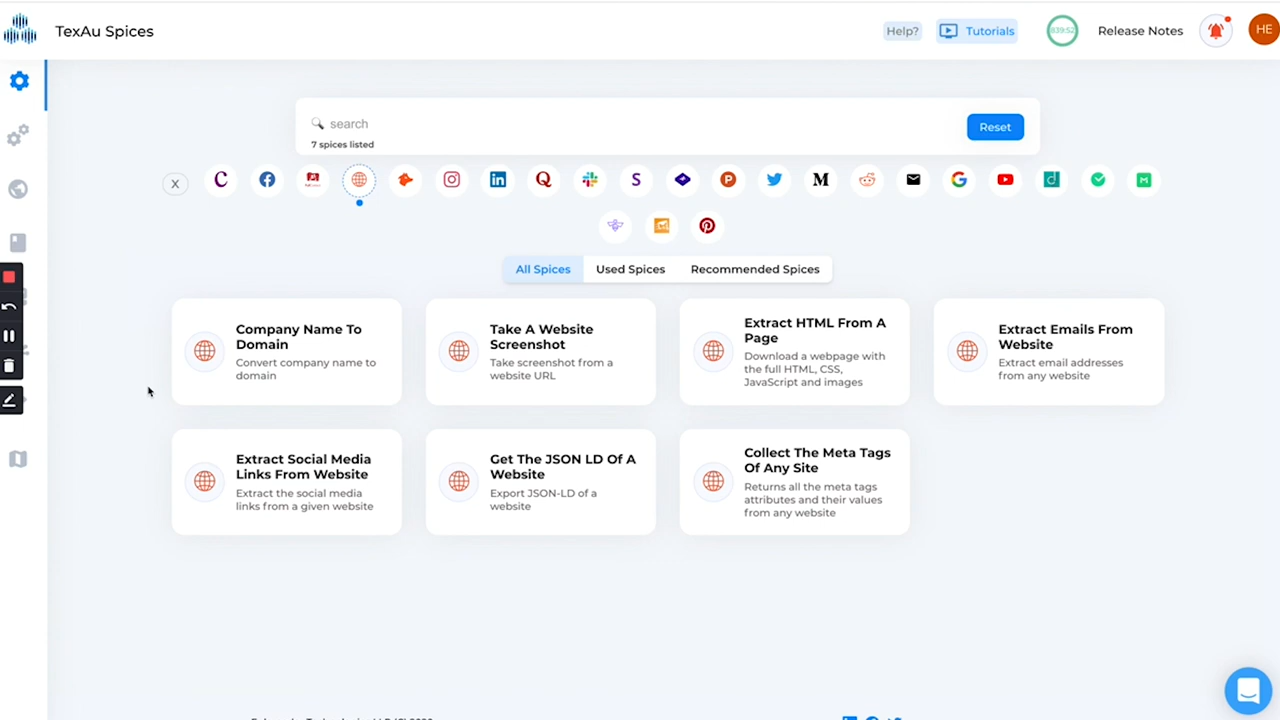 TexAu Spices
Help?
Tutorials
Release Notes
HE
search
7 spices listed
Reset
X
All Spices
Used Spices
Recommended Spices
Company Name To
Domain
Convert company name to
domain
Take A Website
Screenshot
Take screenshot from a
website URL
Extract HTML From A
Page
Download a webpage with
the full HTML, CSS,
JavaScript and images
Extract Emails From
Website
Extract email addresses
from any website
Extract Social Media
Links From Website
Extract the social media
links from a given website
Get The JSON LD Of A
Website
Export JSON-LD of a
website
Collect The Meta Tags
Of Any Site
Returns all the meta tags
attributes and their values
from any website